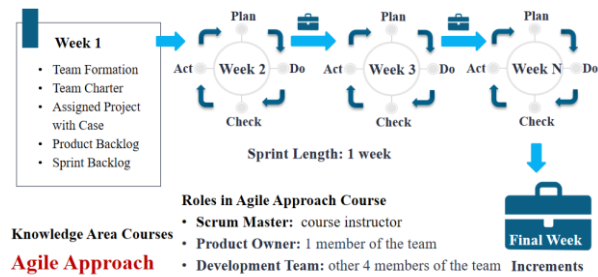 Week 1
• Team Formation
• Team Charter
• Assigned Project
with Case
• Product Backlog
• Sprint Backlog
Plan
Act
Week 2
Do
Check
Plan
Act
Week 3
Do
Check
Plan
Act
Week N
Do
Check
Sprint Length: 1 week
Roles in Agile Approach Course
• Scrum Master: course instructor
• Product Owner: 1 member of the team
• Development Team: other 4 members of the team
Knowledge Area Courses
Agile Approach
Final Week
Increments